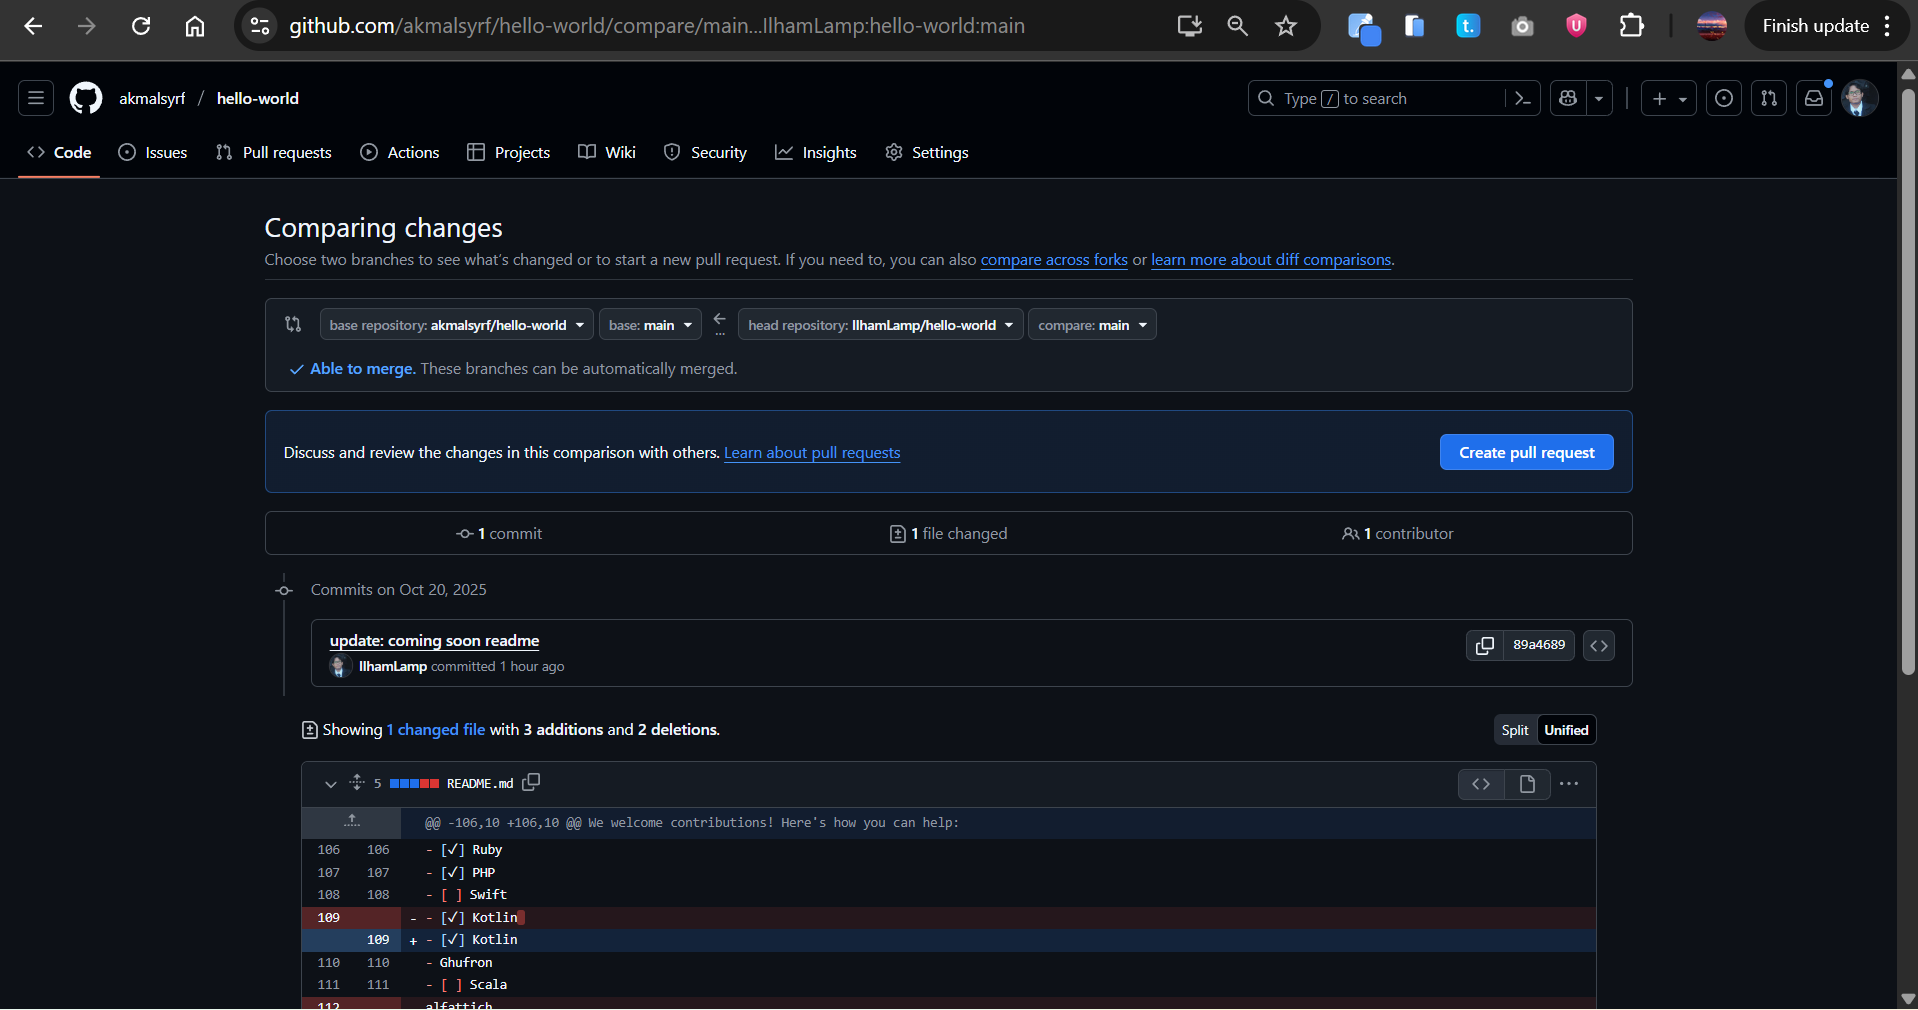 github.com/akmalsyrf/hello-world/compare/main...IlhamLamp:hello-world:main
Finish update
akmalsyrf / hello-world
Type / to search
Code
Issues
Pull requests
Actions
Projects
Wiki
Security
Insights
Settings
Comparing changes
Choose two branches to see what's changed or to start a new pull request. If you need to, you can also compare across forks or learn more about diff comparisons.
base repository: akmalsyrf/hello-world
base: main
...
head repository: IlhamLamp/hello-world
compare: main
Able to merge. These branches can be automatically merged.
Discuss and review the changes in this comparison with others. Learn about pull requests
Create pull request
1 commit
1 file changed
1 contributor
Commits on Oct 20, 2025
update: coming soon readme
IlhamLamp committed 1 hour ago
89a4689
Showing 1 changed file with 3 additions and 2 deletions.
Split
Unified
5
README.md
@@ -106,10 +106,10 @@ We welcome contributions! Here's how you can help:
106 106 - [✓] Ruby
107 107 - [✓] PHP
108 108 - [ ] Swift
109 - - [✓] Kotlin
109 + - [✓] Kotlin
110 110 - Ghufron
111 111 - [ ] Scala
112 alfattich